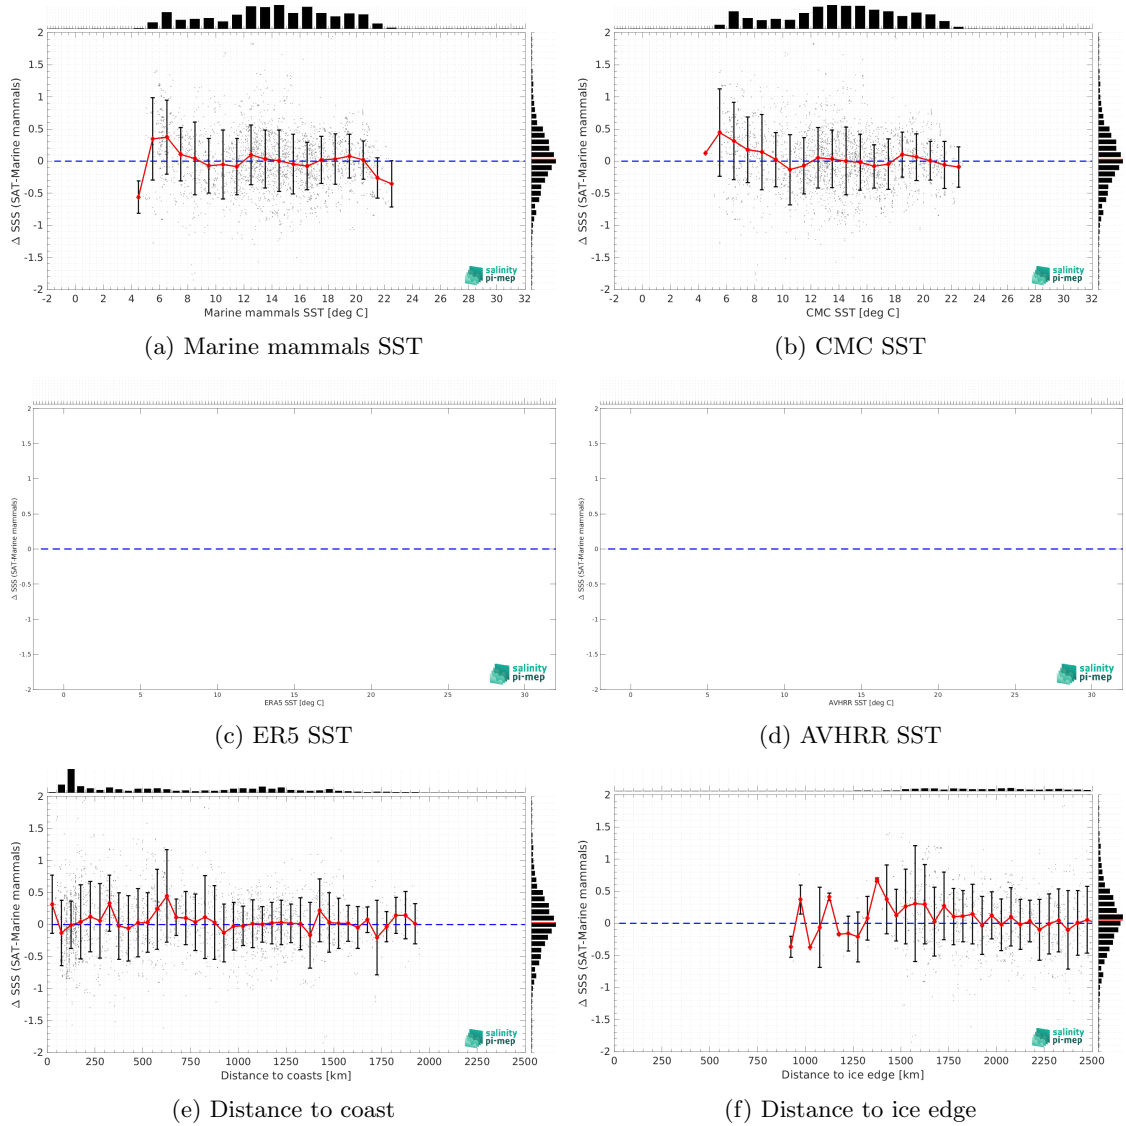 2
1.5
1
0.5
0
-0.5
-1
-1.5
-2
Δ SSS (SAT-Marine mammals)
-2 0 2 4 6 8 10 12 14 16 18 20 22 24 26 28 30 32
Marine mammals SST [deg C]
salinity
pi-mep
(a) Marine mammals SST
2
1.5
1
0.5
0
-0.5
-1
-1.5
-2
Δ SSS (SAT-Marine mammals)
-2 0 2 4 6 8 10 12 14 16 18 20 22 24 26 28 30 32
CMC SST [deg C]
salinity
pi-mep
(b) CMC SST
2
1.5
1
0.5
0
-0.5
-1
-1.5
-2
Δ SSS (SAT-Marine mammals)
0 5 10 15 20 25 30
ERA5 SST [deg C]
salinity
pi-mep
(c) ER5 SST
2
1.5
1
0.5
0
-0.5
-1
-1.5
-2
Δ SSS (SAT-Marine mammals)
0 5 10 15 20 25 30
AVHRR SST [deg C]
salinity
pi-mep
(d) AVHRR SST
2
1.5
1
0.5
0
-0.5
-1
-1.5
-2
Δ SSS (SAT-Marine mammals)
0 250 500 750 1000 1250 1500 1750 2000 2250 2500
Distance to coasts [km]
salinity
pi-mep
(e) Distance to coast
2
1.5
1
0.5
0
-0.5
-1
-1.5
-2
Δ SSS (SAT-Marine mammals)
0 250 500 750 1000 1250 1500 1750 2000 2250 2500
Distance to ice edge [km]
salinity
pi-mep
(f) Distance to ice edge